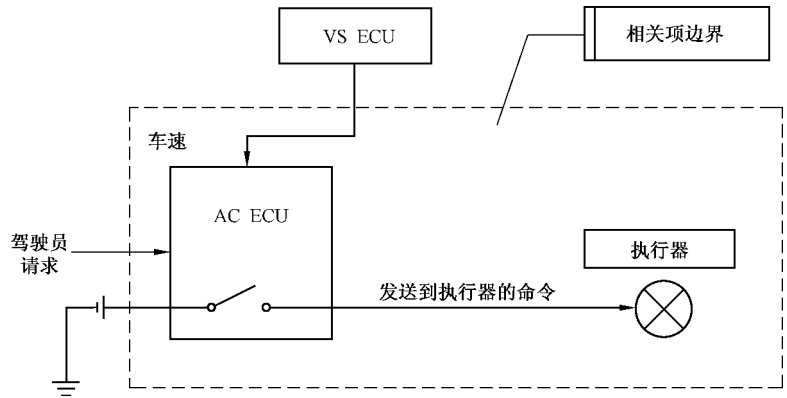 VS ECU
相关项边界
车速
AC ECU
驾驶员
请求
执行器
发送到执行器的命令